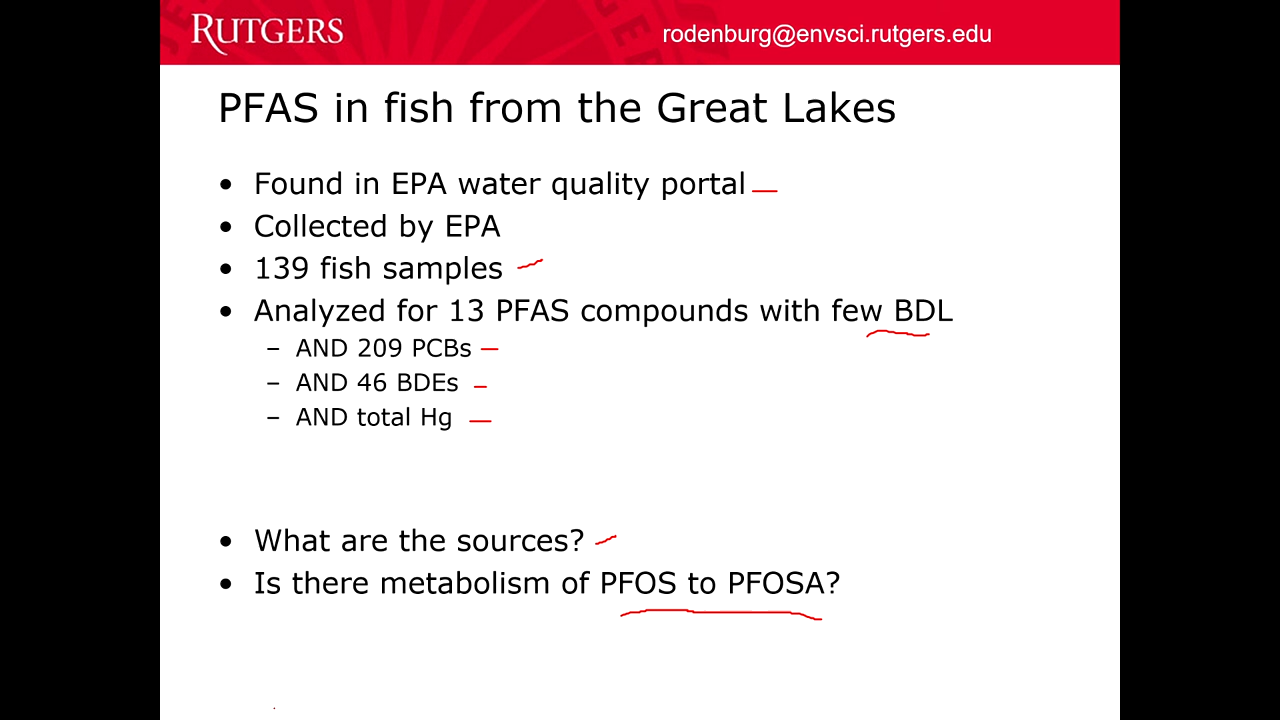 RUTGERS
rodenburg@envsci.rutgers.edu
PFAS in fish from the Great Lakes
• Found in EPA water quality portal
• Collected by EPA
• 139 fish samples
• Analyzed for 13 PFAS compounds with few BDL
– AND 209 PCBs
– AND 46 BDEs
– AND total Hg
• What are the sources?
• Is there metabolism of PFOS to PFOSA?